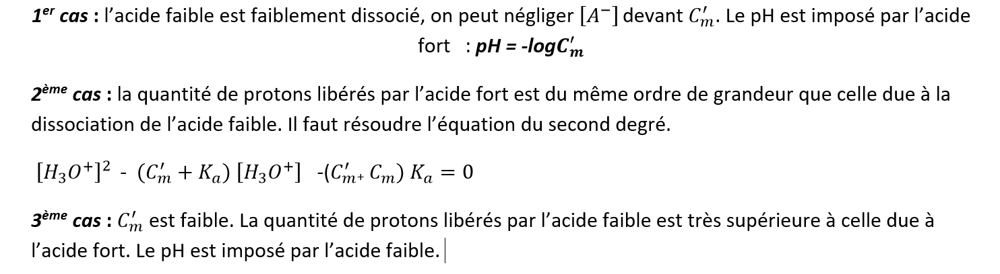 1er cas : l’acide faible est faiblement dissocié, on peut négliger [A⁻] devant C′ₘ. Le pH est imposé par l’acide
fort : pH = -logC′ₘ
2ème cas : la quantité de protons libérés par l’acide fort est du même ordre de grandeur que celle due à la
dissociation de l’acide faible. Il faut résoudre l’équation du second degré.
[H₃O⁺]² - (C′ₘ + Kₐ) [H₃O⁺] -(C′ₘ₊ Cₘ) Kₐ = 0
3ème cas : C′ₘ est faible. La quantité de protons libérés par l’acide faible est très supérieure à celle due à
l’acide fort. Le pH est imposé par l’acide faible.